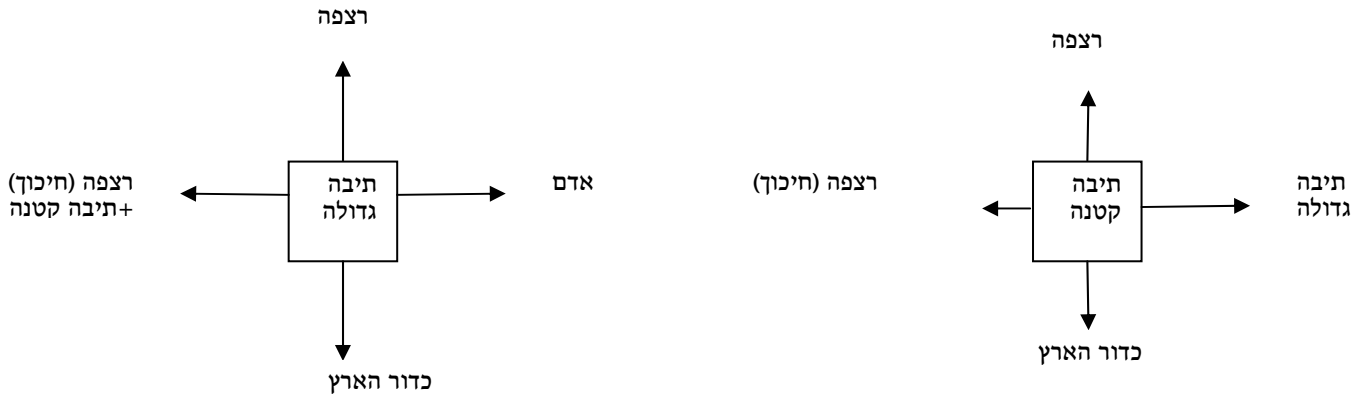 רצפה
רצפה
תיבה
גדולה
תיבה
קטנה
אדם
רצפה (חיכוך)
+תיבה קטנה
תיבה
גדולה
רצפה (חיכוך)
כדור הארץ
כדור הארץ